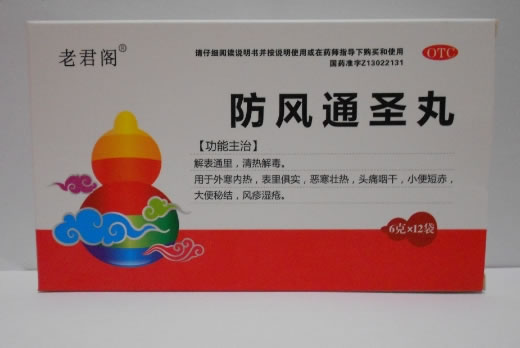 老君阁®
请仔细阅读说明书并按说明使用或在药师指导下购买和使用
国药准字Z13022131
OTC
防风通圣丸
【功能主治】
解表通里，清热解毒。
用于外寒内热，表里俱实，恶寒壮热，头痛咽干，小便短赤，
大便秘结，风疹湿疮。
6克×12袋